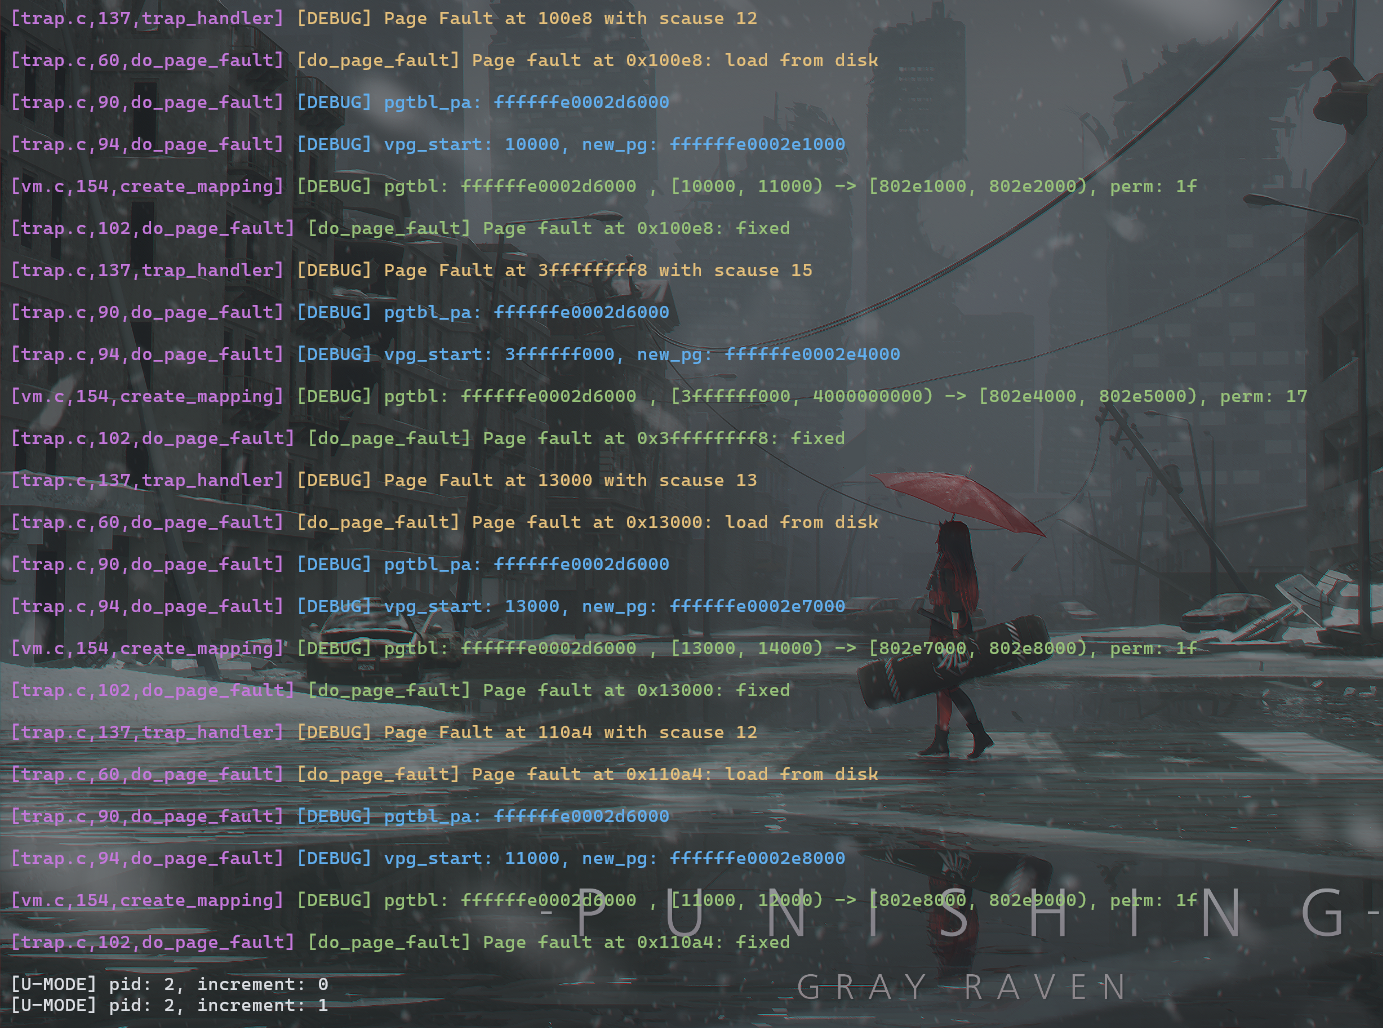 [trap.c,137,trap_handler] [DEBUG] Page Fault at 100e8 with scause 12
[trap.c,60,do_page_fault] [do_page_fault] Page fault at 0x100e8: load from disk
[trap.c,90,do_page_fault] [DEBUG] pgtbl_pa: ffffffe0002d6000
[trap.c,94,do_page_fault] [DEBUG] vpg_start: 10000, new_pg: ffffffe0002e1000
[vm.c,154,create_mapping] [DEBUG] pgtbl: ffffffe0002d6000 , [10000, 11000) -> [802e1000, 802e2000), perm: 1f
[trap.c,102,do_page_fault] [do_page_fault] Page fault at 0x100e8: fixed
[trap.c,137,trap_handler] [DEBUG] Page Fault at 3ffffffff8 with scause 15
[trap.c,90,do_page_fault] [DEBUG] pgtbl_pa: ffffffe0002d6000
[trap.c,94,do_page_fault] [DEBUG] vpg_start: 3ffffff000, new_pg: ffffffe0002e4000
[vm.c,154,create_mapping] [DEBUG] pgtbl: ffffffe0002d6000 , [3ffffff000, 4000000000) -> [802e4000, 802e5000), perm: 17
[trap.c,102,do_page_fault] [do_page_fault] Page fault at 0x3ffffffff8: fixed
[trap.c,137,trap_handler] [DEBUG] Page Fault at 13000 with scause 13
[trap.c,60,do_page_fault] [do_page_fault] Page fault at 0x13000: load from disk
[trap.c,90,do_page_fault] [DEBUG] pgtbl_pa: ffffffe0002d6000
[trap.c,94,do_page_fault] [DEBUG] vpg_start: 13000, new_pg: ffffffe0002e7000
[vm.c,154,create_mapping] [DEBUG] pgtbl: ffffffe0002d6000 , [13000, 14000) -> [802e7000, 802e8000), perm: 1f
[trap.c,102,do_page_fault] [do_page_fault] Page fault at 0x13000: fixed
[trap.c,137,trap_handler] [DEBUG] Page Fault at 110a4 with scause 12
[trap.c,60,do_page_fault] [do_page_fault] Page fault at 0x110a4: load from disk
[trap.c,90,do_page_fault] [DEBUG] pgtbl_pa: ffffffe0002d6000
[trap.c,94,do_page_fault] [DEBUG] vpg_start: 11000, new_pg: ffffffe0002e8000
[vm.c,154,create_mapping] [DEBUG] pgtbl: ffffffe0002d6000 , [11000, 12000) -> [802e8000, 802e9000), perm: 1f
-PUNISHING-
[trap.c,102,do_page_fault] [do_page_fault] Page fault at 0x110a4: fixed
[U-MODE] pid: 2, increment: 0
GRAY RAVEN
[U-MODE] pid: 2, increment: 1